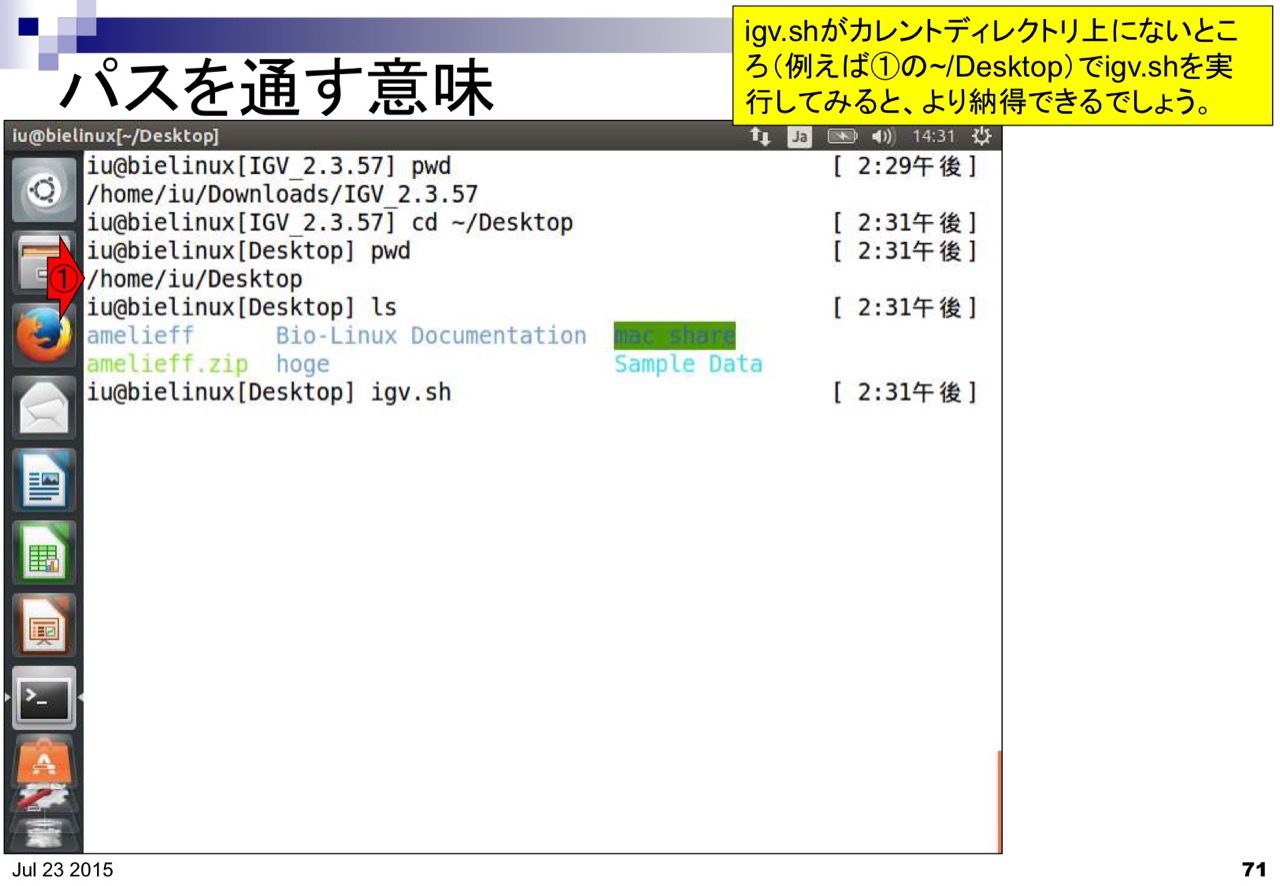 igv.shがカレントディレクトリ上にないとこ
ろ（例えば①の~/Desktop）でigv.shを実
行してみると、より納得できるでしょう。
パスを通す意味
iu@bielinux[~/Desktop] Ja 14:31
iu@bielinux[IGV_2.3.57] pwd [ 2:29午後]
/home/iu/Downloads/IGV_2.3.57
iu@bielinux[IGV_2.3.57] cd ~/Desktop [ 2:31午後]
iu@bielinux[Desktop] pwd [ 2:31午後]
①
/home/iu/Desktop
iu@bielinux[Desktop] ls [ 2:31午後]
amelieff Bio-Linux Documentation mac_share
amelieff.zip hoge Sample Data
iu@bielinux[Desktop] igv.sh [ 2:31午後]
Jul 23 2015
71